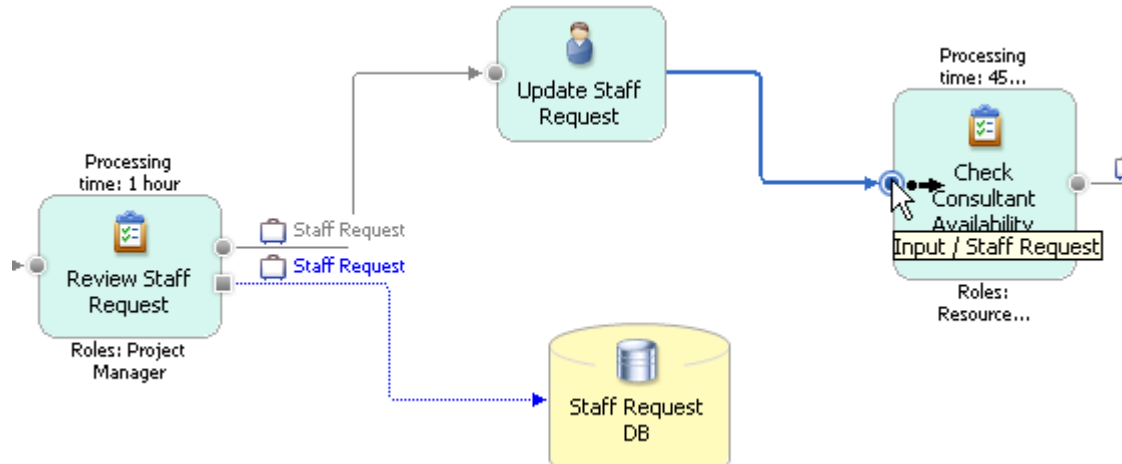 Update Staff
Request
Processing
time: 45...
Check
Consultant
Availability
Input / Staff Request
Roles:
Resource...
Processing
time: 1 hour
Review Staff
Request
Roles: Project
Manager
Staff Request
Staff Request
Staff Request
DB